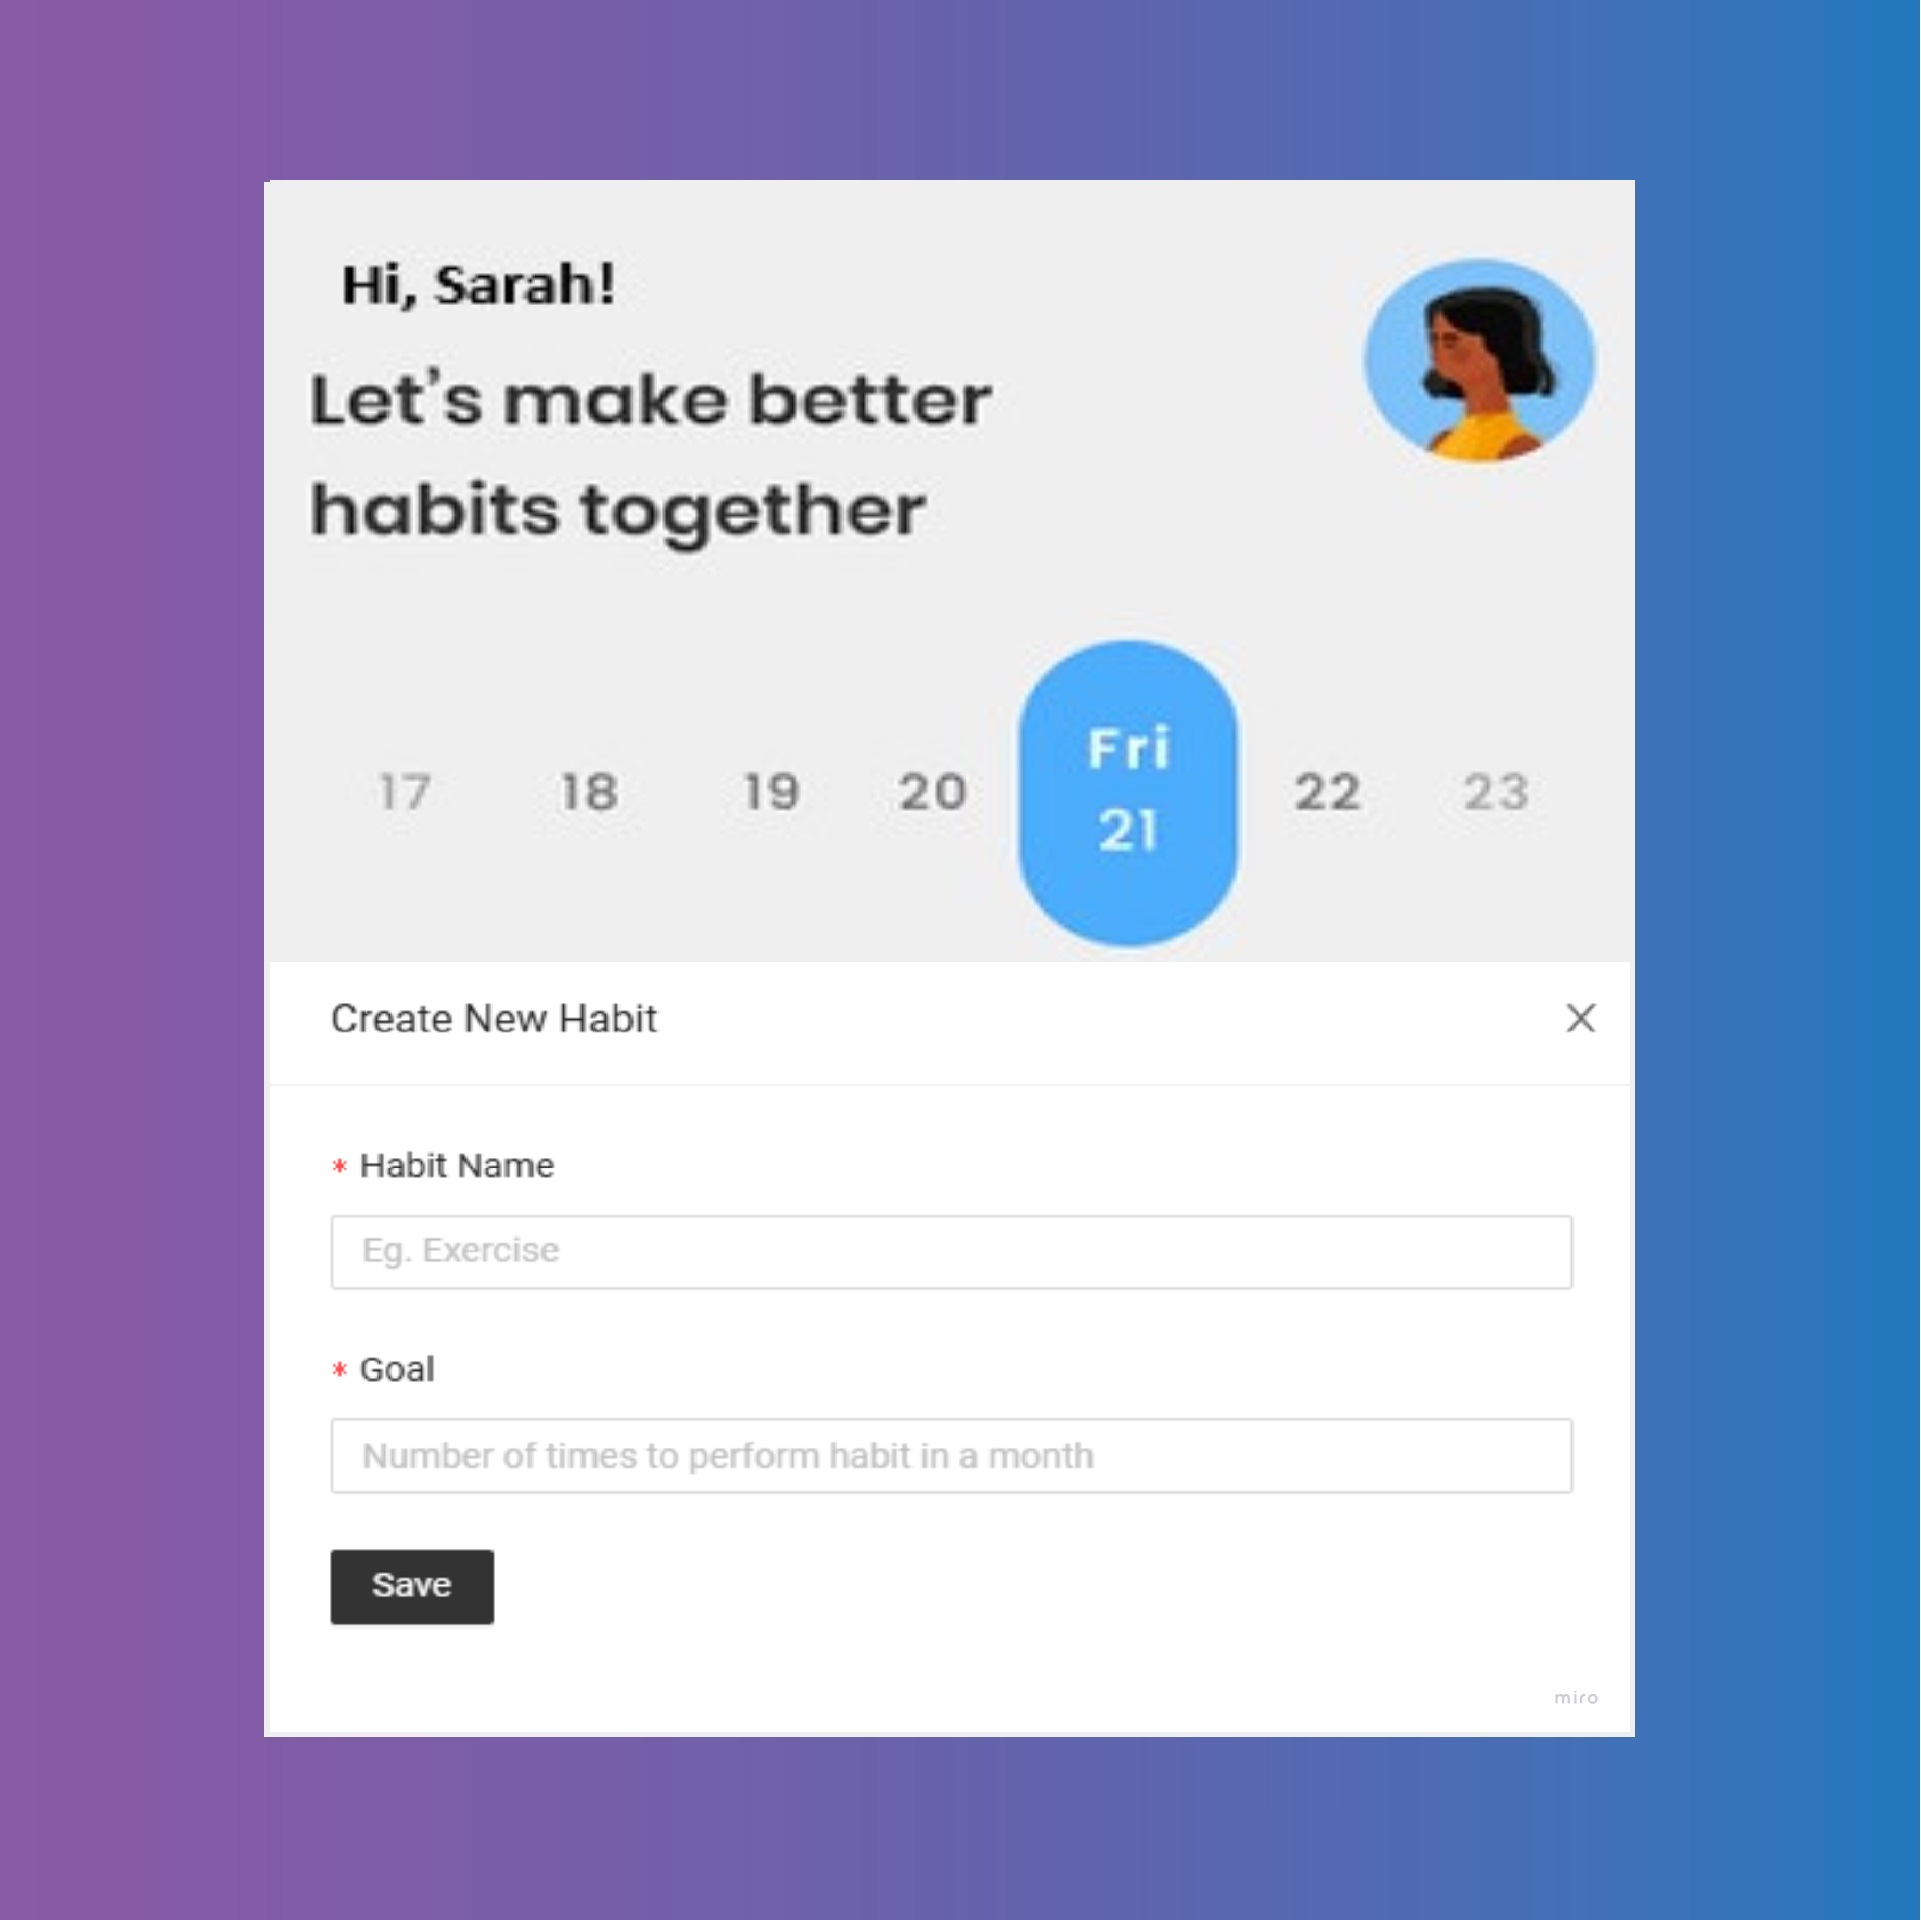 Hi, Sarah!
Let's make better
habits together
Fri
17 18 19 20 21 22 23
Create New Habit
* Habit Name
Eg. Exercise
* Goal
Number of times to perform habit in a month
Save
miro